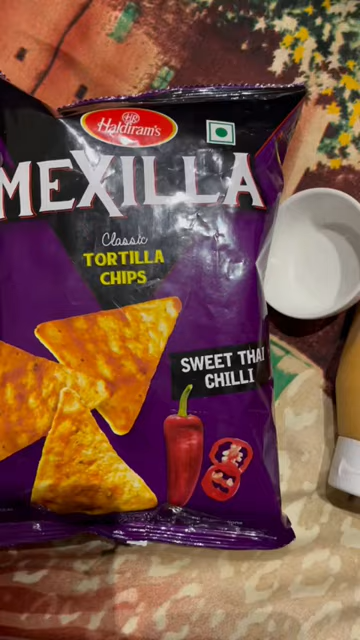 Haldiram's
MEXILLA
Classic
TORTILLA
CHIPS
SWEET THAI
CHILLI